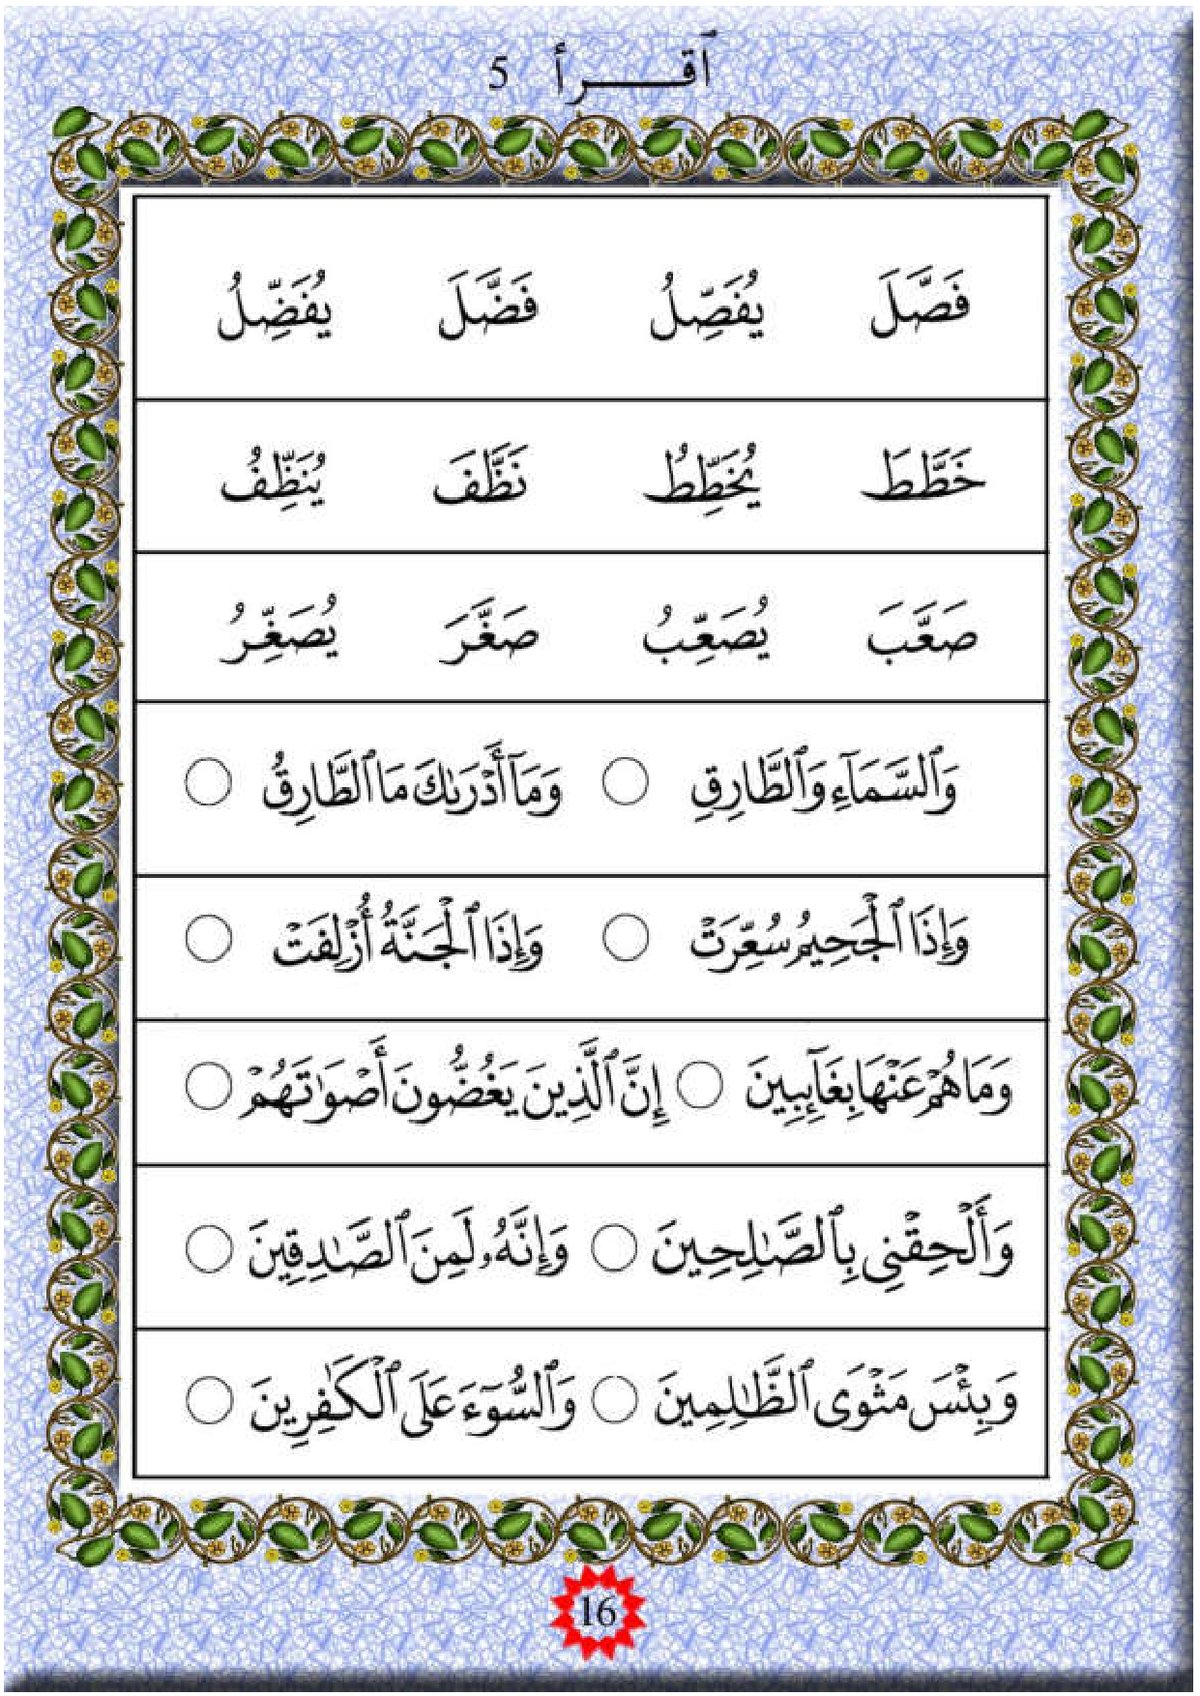 ٱقـــرأ 5
فَصَّلَ يُفَصِّلُ فَضَّلَ يُفَضِّلُ
خَطَّطَ يُخَطِّطُ نَظَّفَ يُنَظِّفُ
صَعَّبَ يُصَعِّبُ صَغَّرَ يُصَغِّرُ
وَٱلسَّمَآءِ وَٱلطَّارِقِ ○ وَمَآ أَدْرَىٰكَ مَا ٱلطَّارِقُ ○
وَإِذَا ٱلْجَحِيمُ سُعِّرَتْ ○ وَإِذَا ٱلْجَنَّةُ أُزْلِفَتْ ○
وَمَا هُمْ عَنْهَا بِغَآئِبِينَ ○ إِنَّ ٱلَّذِينَ يَغُضُّونَ أَصْوَٰتَهُمْ ○
وَأَلْحِقْنِى بِٱلصَّٰلِحِينَ ○ وَإِنَّهُۥ لَمِنَ ٱلصَّٰدِقِينَ ○
وَبِئْسَ مَثْوَى ٱلظَّٰلِمِينَ ○ وَٱلسُّوٓءَ عَلَى ٱلْكَٰفِرِينَ ○
16